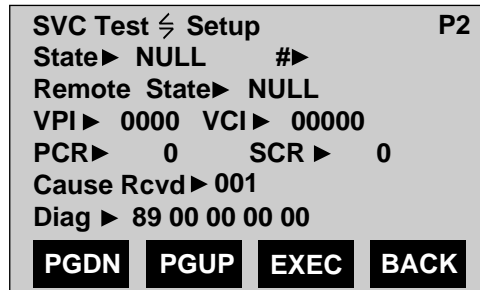 SVC Test ϟ Setup P2
State► NULL #►
Remote State► NULL
VPI► 0000 VCI► 00000
PCR► 0 SCR► 0
Cause Rcvd►001
Diag► 89 00 00 00 00
PGDN PGUP EXEC BACK